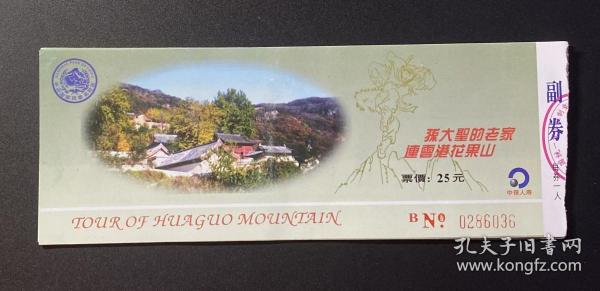 孫大聖的老家
連雲港花果山
票價：25元
中保人寿
TOUR OF HUAGUO MOUNTAIN
B No. 0286036
副券
孔夫子旧书网
www.kongfz.com